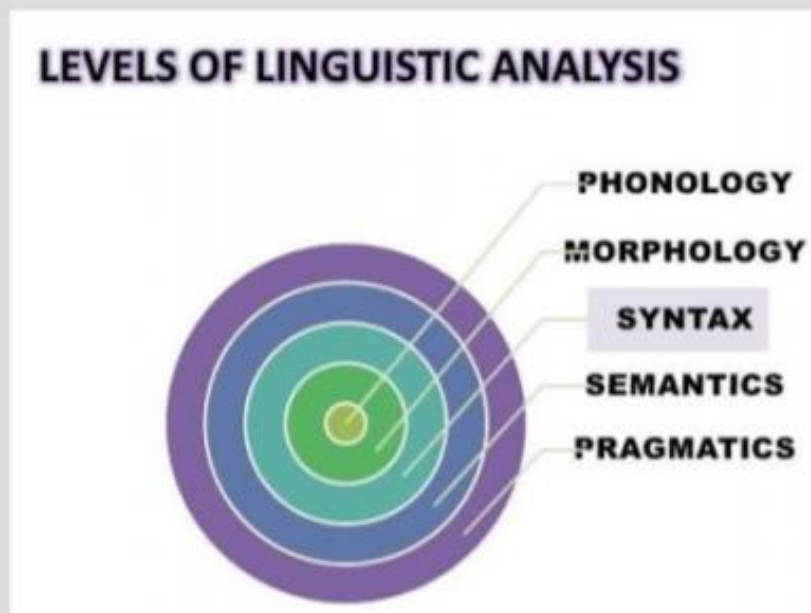 LEVELS OF LINGUISTIC ANALYSIS
PHONOLOGY
MORPHOLOGY
SYNTAX
SEMANTICS
PRAGMATICS